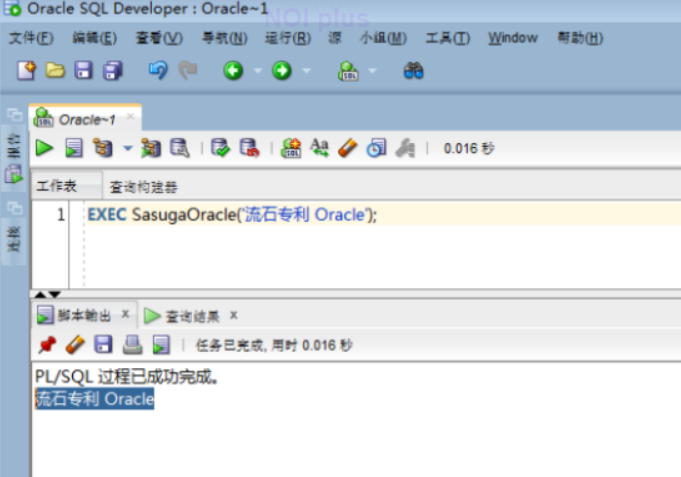 Oracle SQL Developer : Oracle~1
NOI plus
文件(F) 编辑(E) 查看(V) 导航(N) 运行(R) 源 小组(M) 工具(T) Window 帮助(H)
Oracle~1
报告
0.016 秒
工作表 查询构建器
连接
1 EXEC SasugaOracle('流石专利 Oracle');
脚本输出 x 查询结果 x
任务已完成, 用时 0.016 秒
PL/SQL 过程已成功完成。
流石专利 Oracle